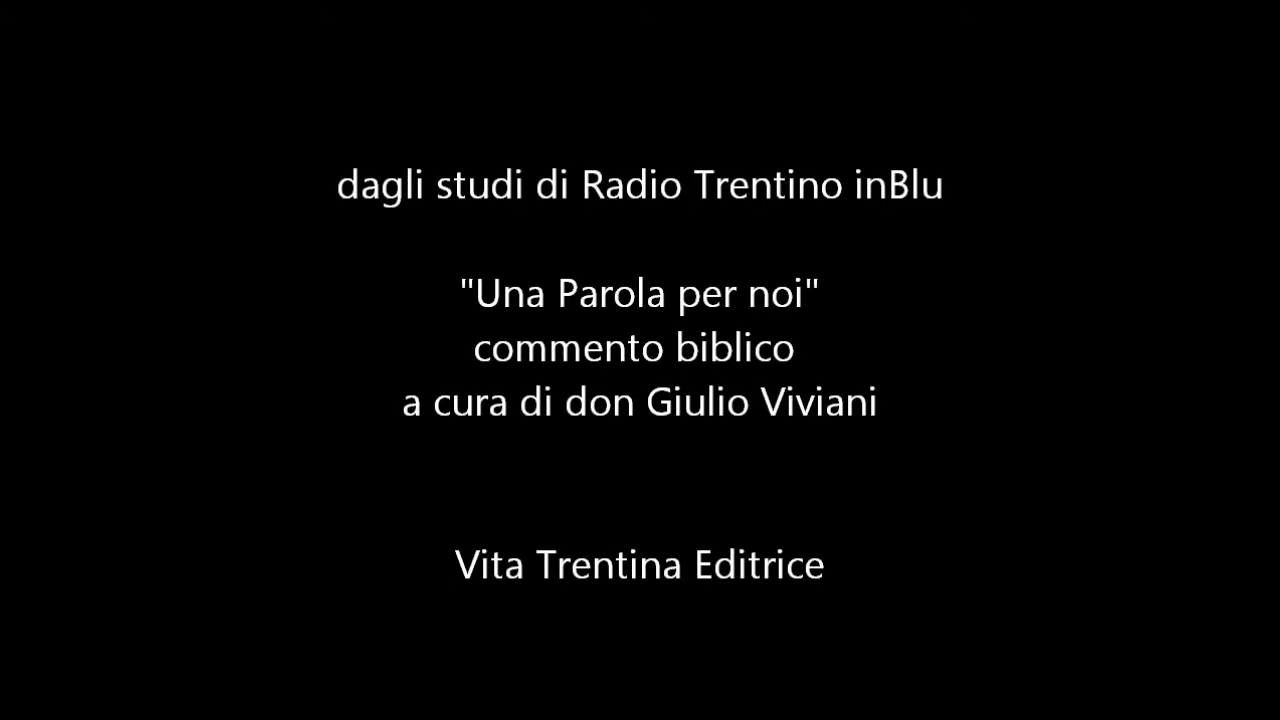 dagli studi di Radio Trentino inBlu
"Una Parola per noi"
commento biblico
a cura di don Giulio Viviani
Vita Trentina Editrice